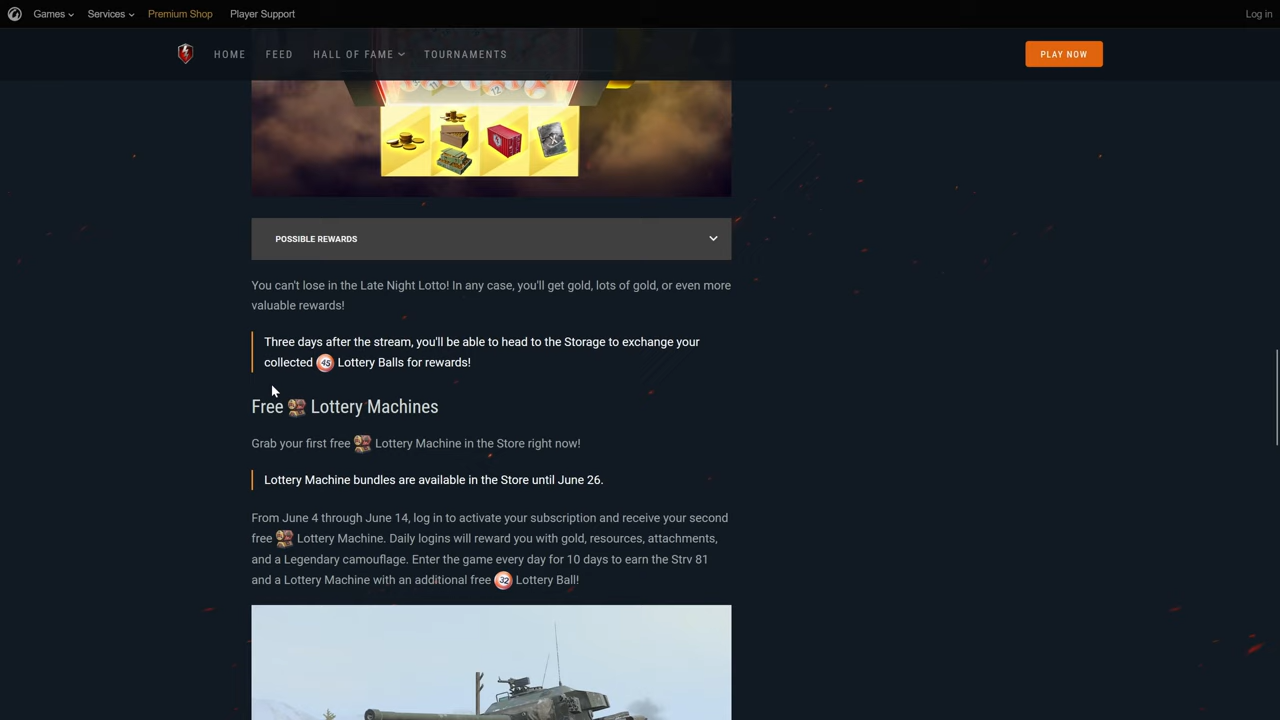 Games Services Premium Shop Player Support Log in
HOME FEED HALL OF FAME TOURNAMENTS PLAY NOW
12
POSSIBLE REWARDS
You can't lose in the Late Night Lotto! In any case, you'll get gold, lots of gold, or even more
valuable rewards!
Three days after the stream, you'll be able to head to the Storage to exchange your
collected 45 Lottery Balls for rewards!
Free Lottery Machines
Grab your first free Lottery Machine in the Store right now!
Lottery Machine bundles are available in the Store until June 26.
From June 4 through June 14, log in to activate your subscription and receive your second
free Lottery Machine. Daily logins will reward you with gold, resources, attachments,
and a Legendary camouflage. Enter the game every day for 10 days to earn the Strv 81
and a Lottery Machine with an additional free 32 Lottery Ball!